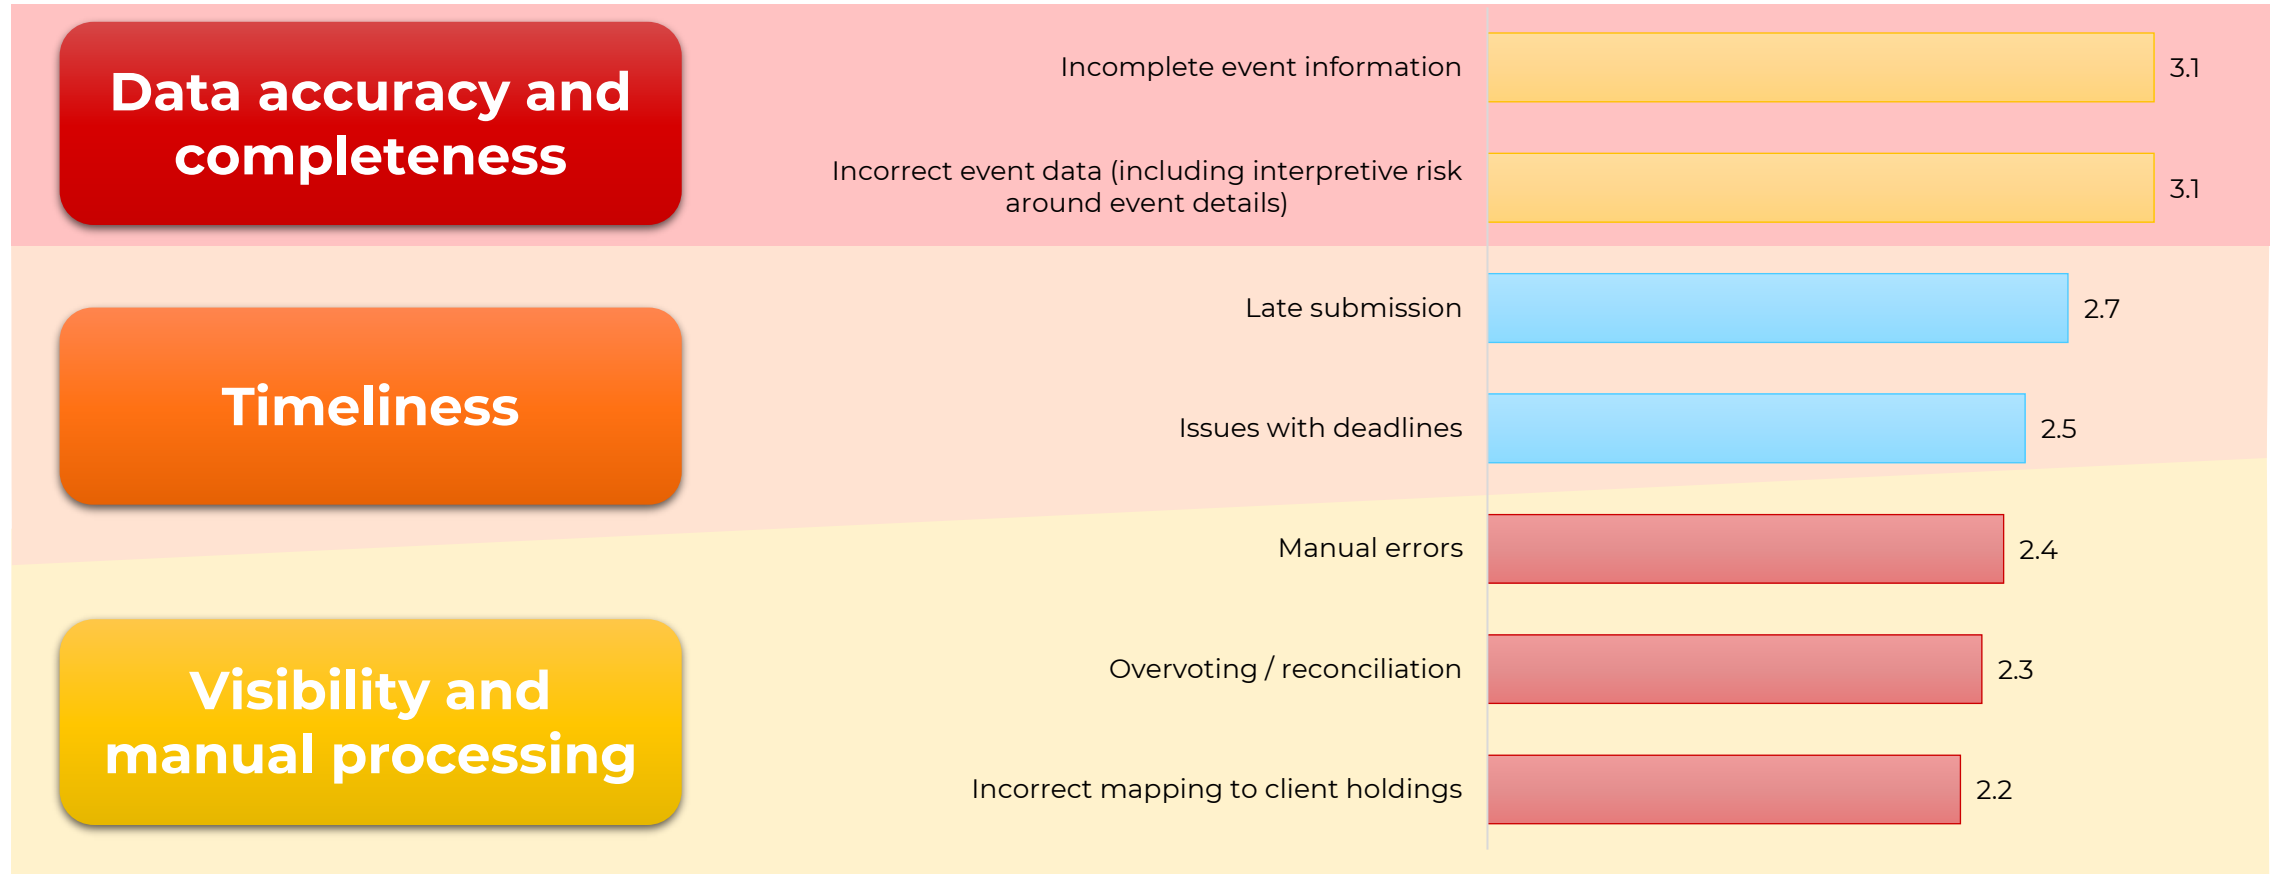 Data accuracy and
completeness
Incomplete event information
3.1
Incorrect event data (including interpretive risk
around event details)
3.1
Timeliness
Late submission
2.7
Issues with deadlines
2.5
Visibility and
manual processing
Manual errors
2.4
Overvoting / reconciliation
2.3
Incorrect mapping to client holdings
2.2